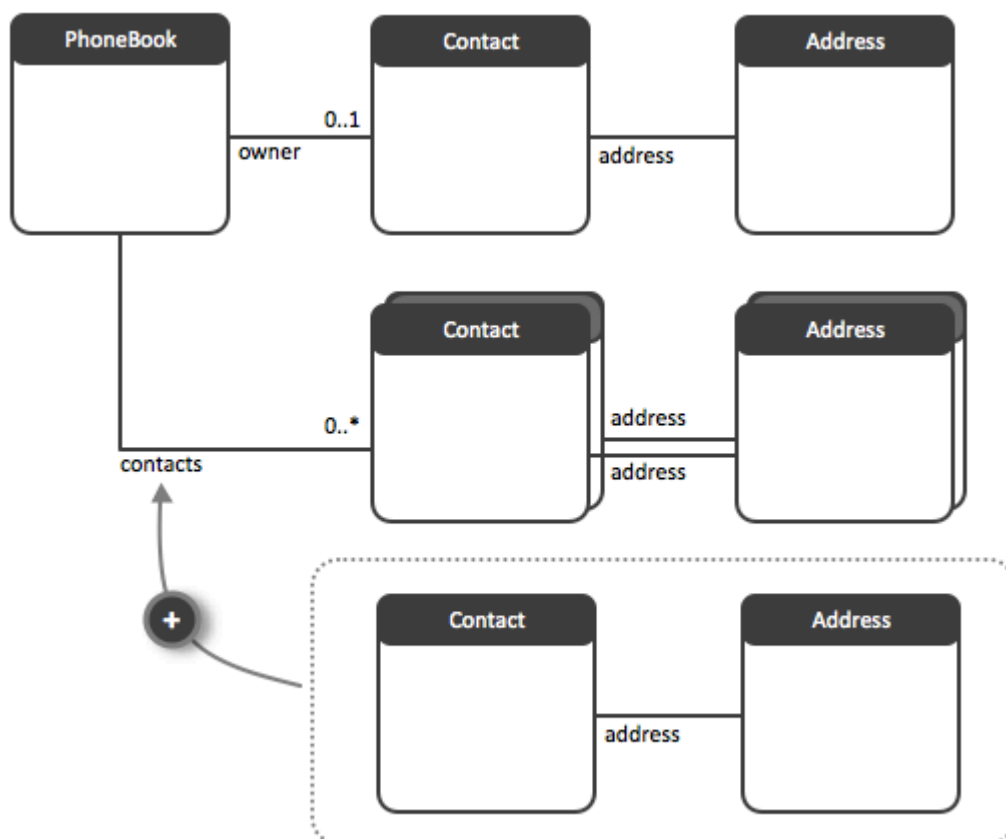 PhoneBook
Contact
Address
0..1
owner
address
Contact
Address
0..*
contacts
address
address
+
Contact
Address
address